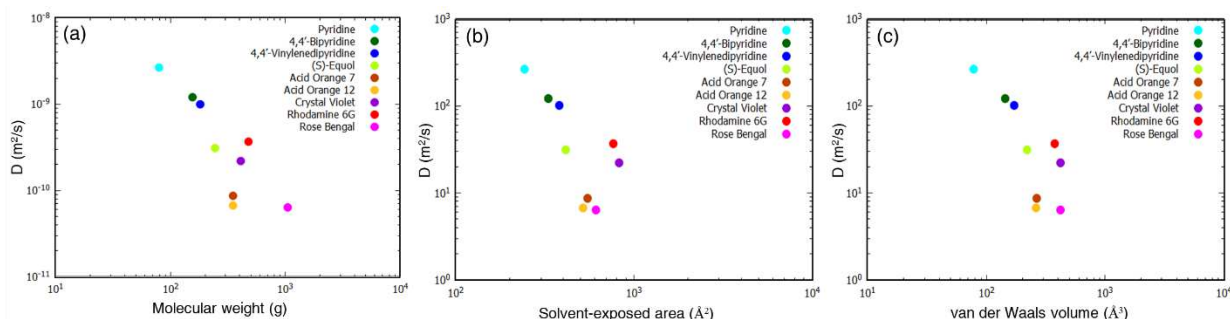 (a)
Pyridine
4,4′-Bipyridine
4,4′-Vinylenedipyridine
(S)-Equol
Acid Orange 7
Acid Orange 12
Crystal Violet
Rhodamine 6G
Rose Bengal
10⁻⁸
10⁻⁹
10⁻¹⁰
10⁻¹¹
D (m²/s)
10¹ 10² 10³ 10⁴
Molecular weight (g)
(b)
Pyridine
4,4′-Bipyridine
4,4′-Vinylenedipyridine
(S)-Equol
Acid Orange 7
Acid Orange 12
Crystal Violet
Rhodamine 6G
Rose Bengal
10³
10²
10¹
10⁰
D (m²/s)
10² 10³ 10⁴
Solvent-exposed area (Å²)
(c)
Pyridine
4,4′-Bipyridine
4,4′-Vinylenedipyridine
(S)-Equol
Acid Orange 7
Acid Orange 12
Crystal Violet
Rhodamine 6G
Rose Bengal
10³
10²
10¹
10⁰
D (m²/s)
10¹ 10² 10³ 10⁴
van der Waals volume (Å³)